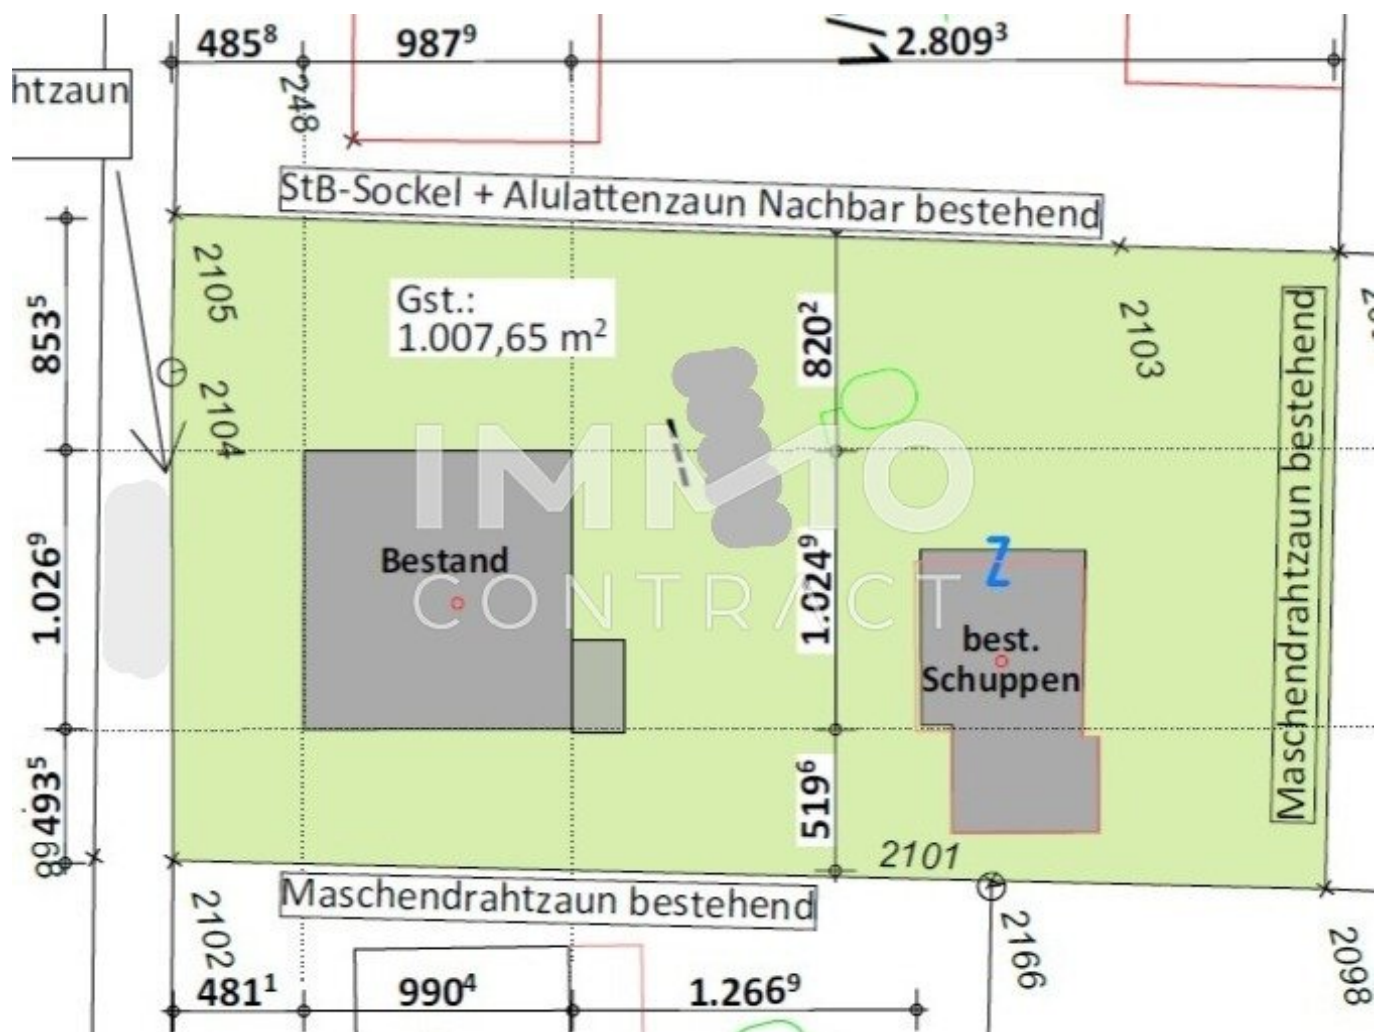 485⁸
987⁹
2.809³
248
htzaun
StB-Sockel + Alulattenzaun Nachbar bestehend
2105
Gst.:
1.007,65 m²
853⁵
820²
2103
2104
Maschendrahtzaun bestehend
IMMO
CONTRACT
Bestand
1.026⁹
1.024⁹
Z
best.
Schuppen
493⁵
519⁶
2101
Maschendrahtzaun bestehend
2102
2166
2098
481¹
990⁴
1.266⁹